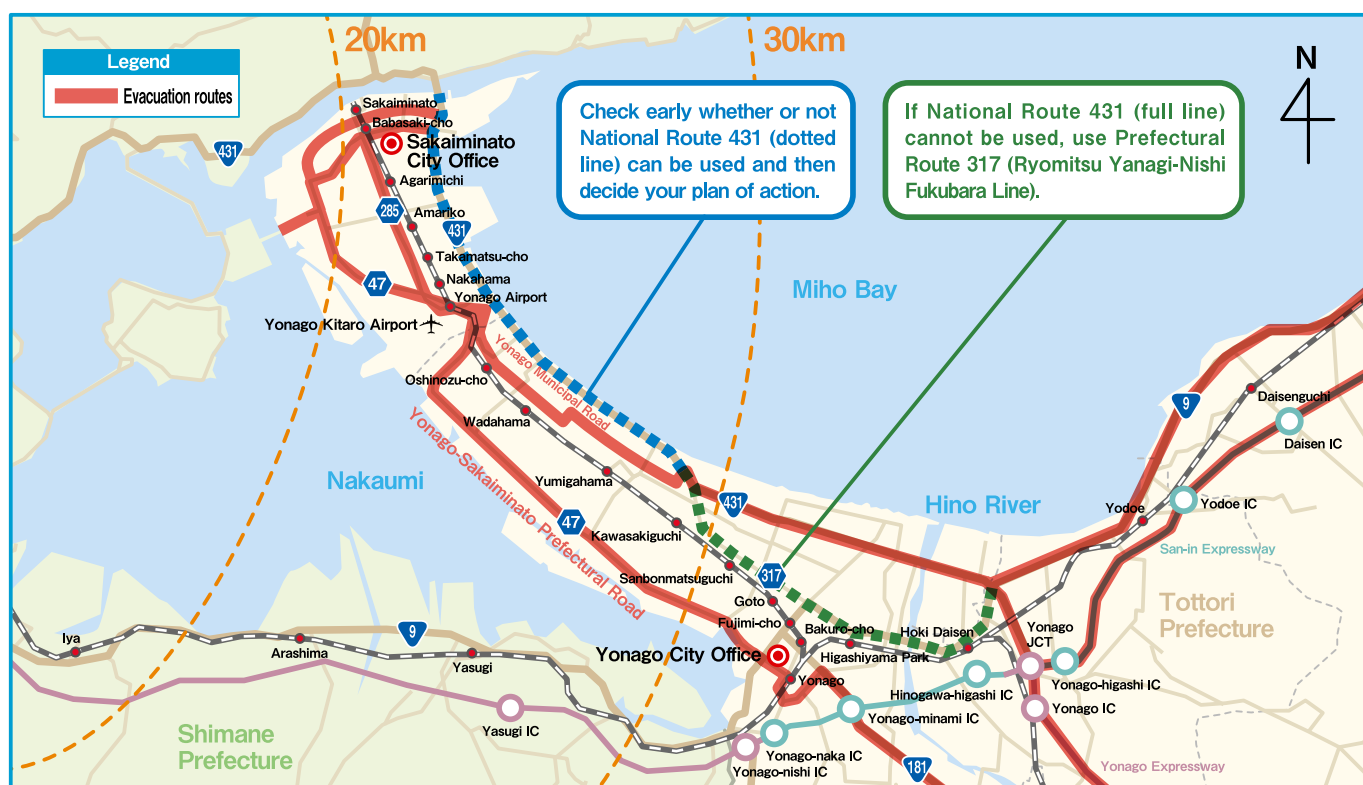 20km
30km
N
Legend
Evacuation routes
Check early whether or not
National Route 431 (dotted
line) can be used and then
decide your plan of action.
If National Route 431 (full line)
cannot be used, use Prefectural
Route 317 (Ryomitsu Yanagi-Nishi
Fukubara Line).
Sakaiminato
Babasaki-cho
Sakaiminato
City Office
431
Agarimichi
285
Amariko
431
Takamatsu-cho
Nakahama
47
Yonago Airport
Yonago Kitaro Airport
Miho Bay
Yonago Municipal Road
Oshinozu-cho
Wadahama
Daisenguchi
9
Daisen IC
Nakaumi
Yonago-Sakaiminato Prefectural Road
Yumigahama
431
Hino River
Yodoe
Yodoe IC
47
Kawasakiguchi
San-in Expressway
Sanbonmatsuguchi
317
Goto
Tottori
Prefecture
Fujimi-cho
Bakuro-cho
Hoki Daisen
Yonago
JCT
Iya
9
Arashima
Yasugi
Yonago City Office
Higashiyama Park
Yonago
Hinogawa-higashi IC
Yonago-higashi IC
Yonago-minami IC
Yonago IC
Yasugi IC
Shimane
Prefecture
Yonago-naka IC
Yonago-nishi IC
181
Yonago Expressway